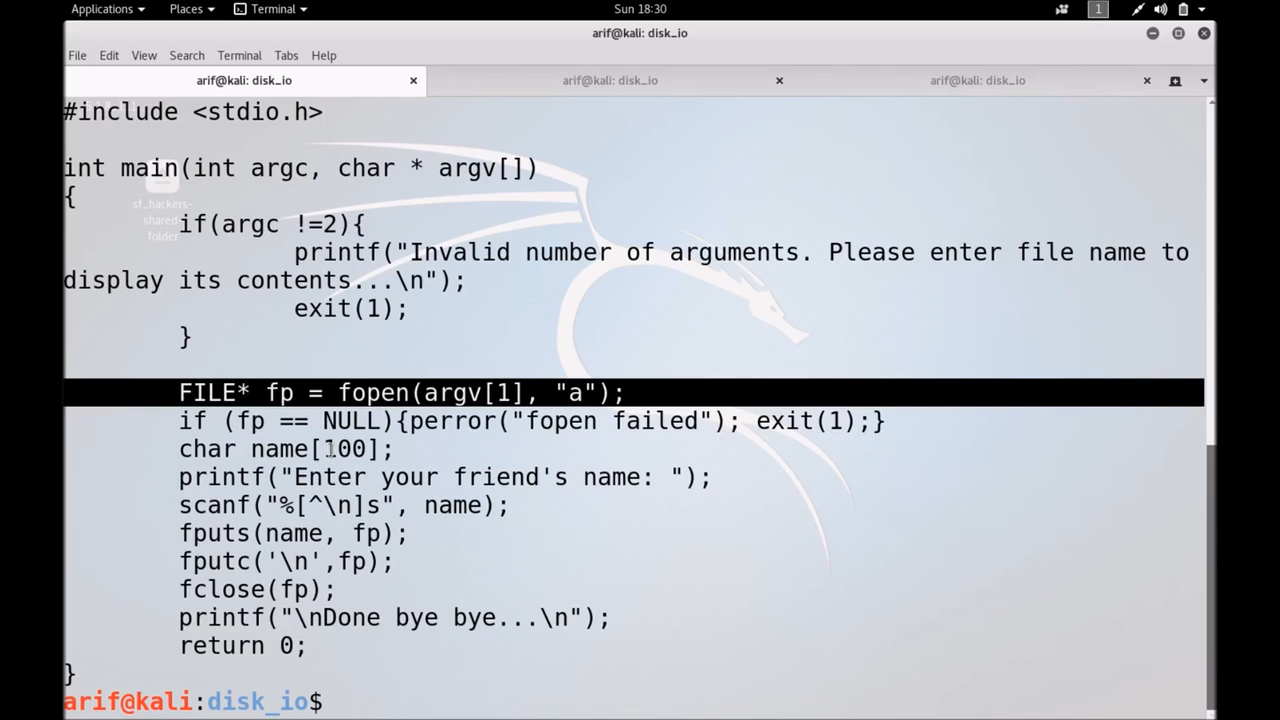 Applications Places Terminal Sun 18:30 1
arif@kali: disk_io
File Edit View Search Terminal Tabs Help
arif@kali: disk_io × arif@kali: disk_io × arif@kali: disk_io ×
#include <stdio.h>
int main(int argc, char * argv[])
{
sf_hackers-
shared-
folder
if(argc !=2){
printf("Invalid number of arguments. Please enter file name to
display its contents...\n");
exit(1);
}
FILE* fp = fopen(argv[1], "a");
if (fp == NULL){perror("fopen failed"); exit(1);}
char name[100];
printf("Enter your friend's name: ");
scanf("%[^\n]s", name);
fputs(name, fp);
fputc('\n',fp);
fclose(fp);
printf("\nDone bye bye...\n");
return 0;
}
arif@kali:disk_io$